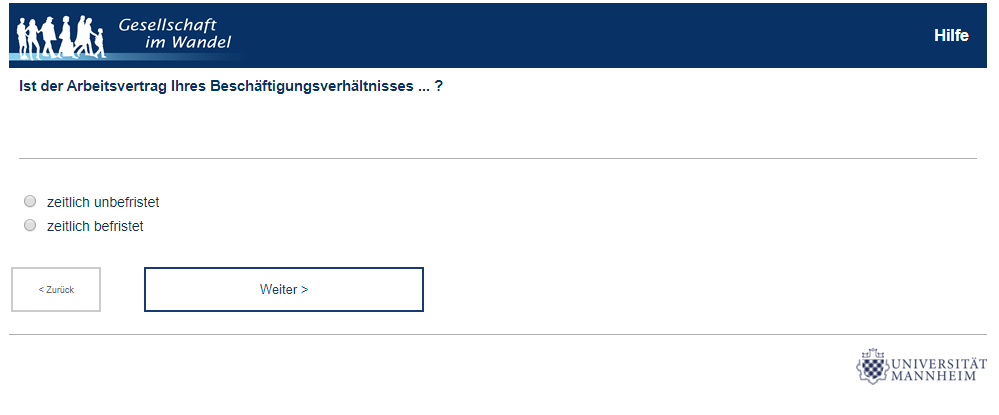 Gesellschaft
im Wandel
Hilfe
Ist der Arbeitsvertrag Ihres Beschäftigungsverhältnisses ... ?
zeitlich unbefristet
zeitlich befristet
< Zurück
Weiter >
UNIVERSITÄT
MANNHEIM